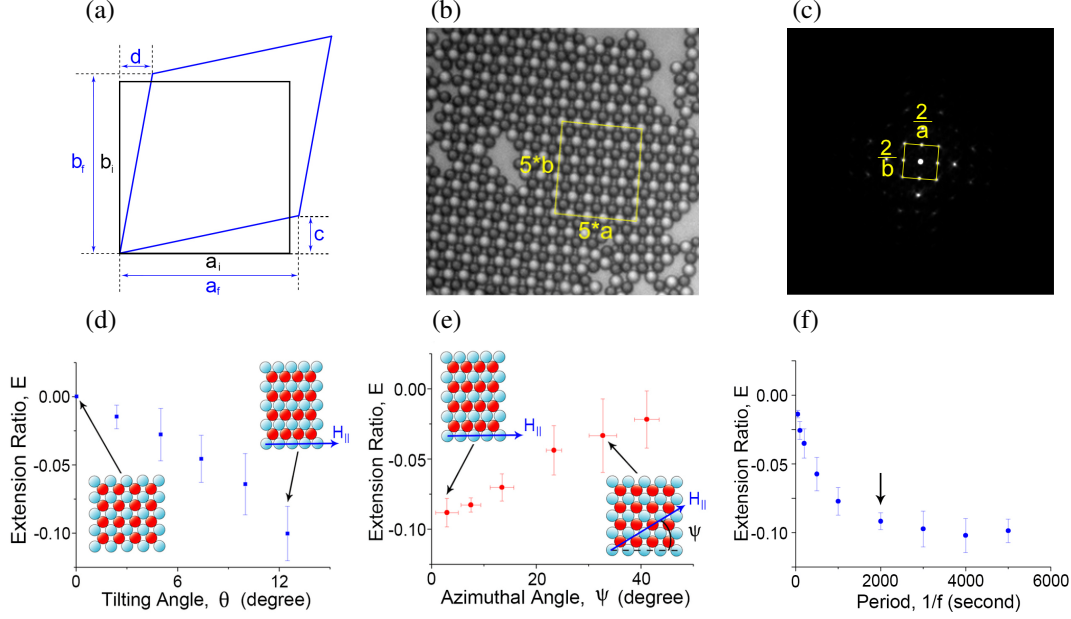 (a)
(b)
(c)
d
b_f
b_i
c
a_i
a_f
5*b
5*a
2
a
2
b
(d)
(e)
(f)
Extension Ratio, E
0.00
-0.05
-0.10
0
6
12
Tilting Angle, θ (degree)
H_||
Extension Ratio, E
0.00
-0.05
-0.10
0
20
40
Azimuthal Angle, ψ (degree)
H_||
H_||
ψ
Extension Ratio, E
0.00
-0.05
-0.10
0
2000
4000
6000
Period, 1/f (second)